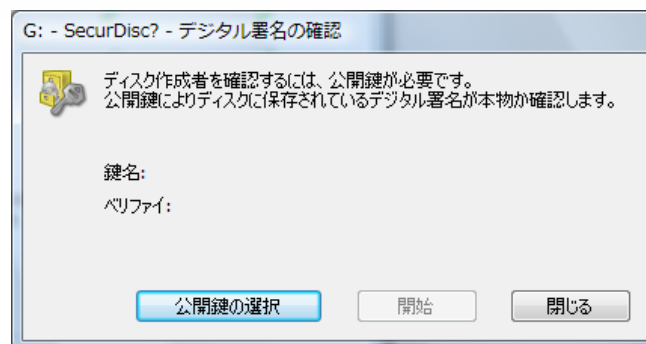 G: - SecurDisc? - デジタル署名の確認
ディスク作成者を確認するには、公開鍵が必要です。
公開鍵によりディスクに保存されているデジタル署名が本物か確認します。
鍵名:
ベリファイ:
公開鍵の選択 開始 閉じる